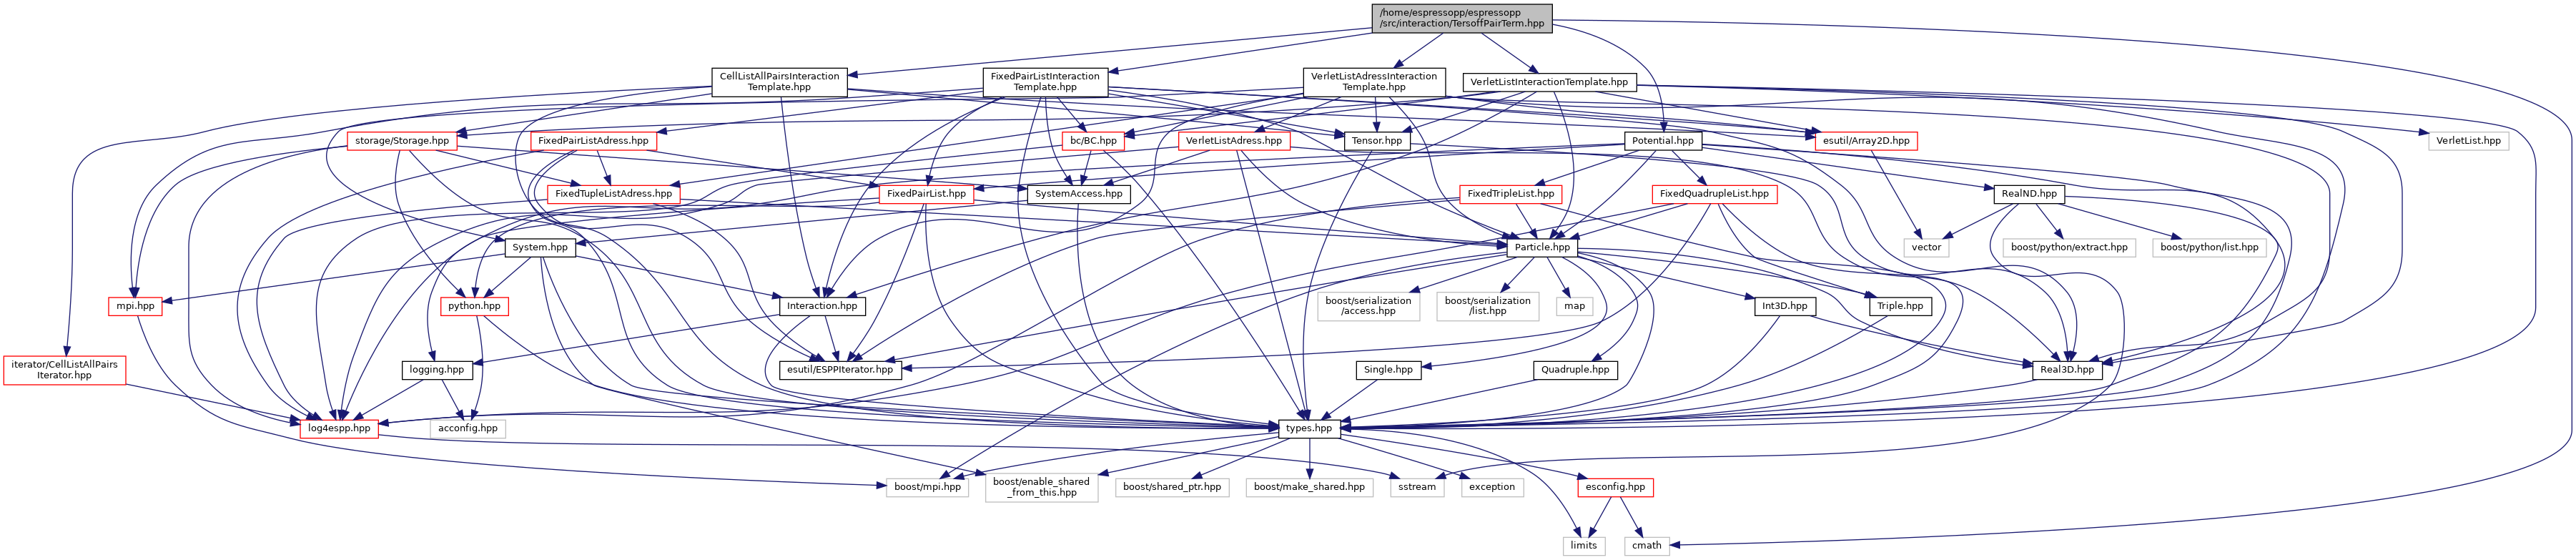 /home/espressopp/espressopp
/src/interaction/TersoffPairTerm.hpp
CellListAllPairsInteraction
Template.hpp
FixedPairListInteraction
Template.hpp
VerletListAdressInteraction
Template.hpp
VerletListInteractionTemplate.hpp
storage/Storage.hpp
FixedPairListAdress.hpp
bc/BC.hpp
VerletListAdress.hpp
Tensor.hpp
Potential.hpp
esutil/Array2D.hpp
VerletList.hpp
FixedTupleListAdress.hpp
FixedPairList.hpp
SystemAccess.hpp
FixedTripleList.hpp
FixedQuadrupleList.hpp
RealND.hpp
System.hpp
Particle.hpp
vector
boost/python/extract.hpp
boost/python/list.hpp
mpi.hpp
python.hpp
Interaction.hpp
boost/serialization
/access.hpp
boost/serialization
/list.hpp
map
Int3D.hpp
Triple.hpp
iterator/CellListAllPairs
Iterator.hpp
logging.hpp
esutil/ESPPIterator.hpp
Single.hpp
Quadruple.hpp
Real3D.hpp
log4espp.hpp
acconfig.hpp
types.hpp
boost/mpi.hpp
boost/enable_shared
_from_this.hpp
boost/shared_ptr.hpp
boost/make_shared.hpp
sstream
exception
esconfig.hpp
limits
cmath